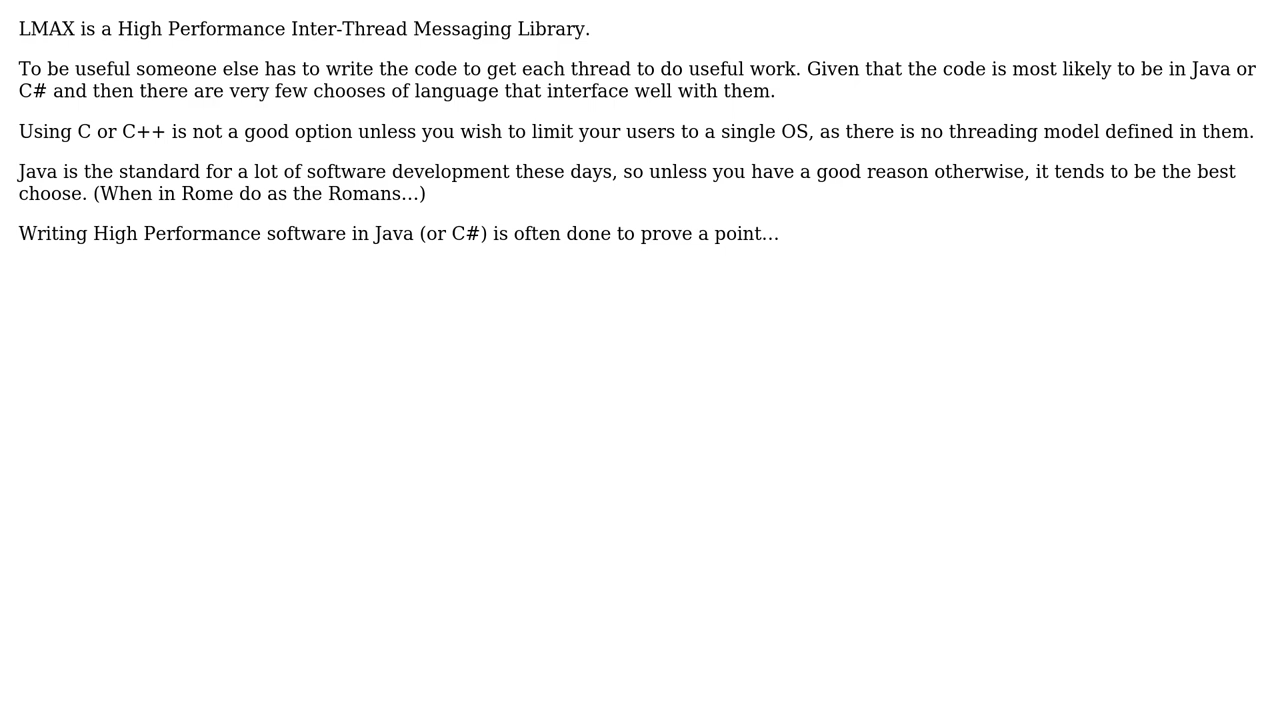 LMAX is a High Performance Inter-Thread Messaging Library.
To be useful someone else has to write the code to get each thread to do useful work. Given that the code is most likely to be in Java or
C# and then there are very few chooses of language that interface well with them.
Using C or C++ is not a good option unless you wish to limit your users to a single OS, as there is no threading model defined in them.
Java is the standard for a lot of software development these days, so unless you have a good reason otherwise, it tends to be the best
choose. (When in Rome do as the Romans...)
Writing High Performance software in Java (or C#) is often done to prove a point...